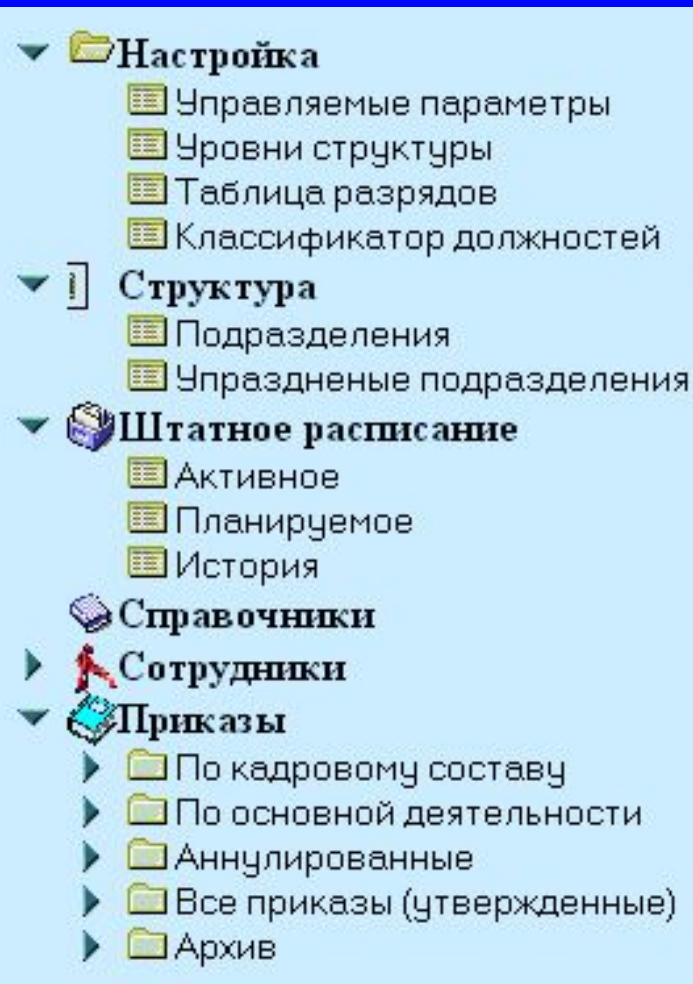 Настройка
Управляемые параметры
Уровни структуры
Таблица разрядов
Классификатор должностей
Структура
Подразделения
Упраздненые подразделения
Штатное расписание
Активное
Планируемое
История
Справочники
Сотрудники
Приказы
По кадровому составу
По основной деятельности
Аннулированные
Все приказы (утвержденные)
Архив